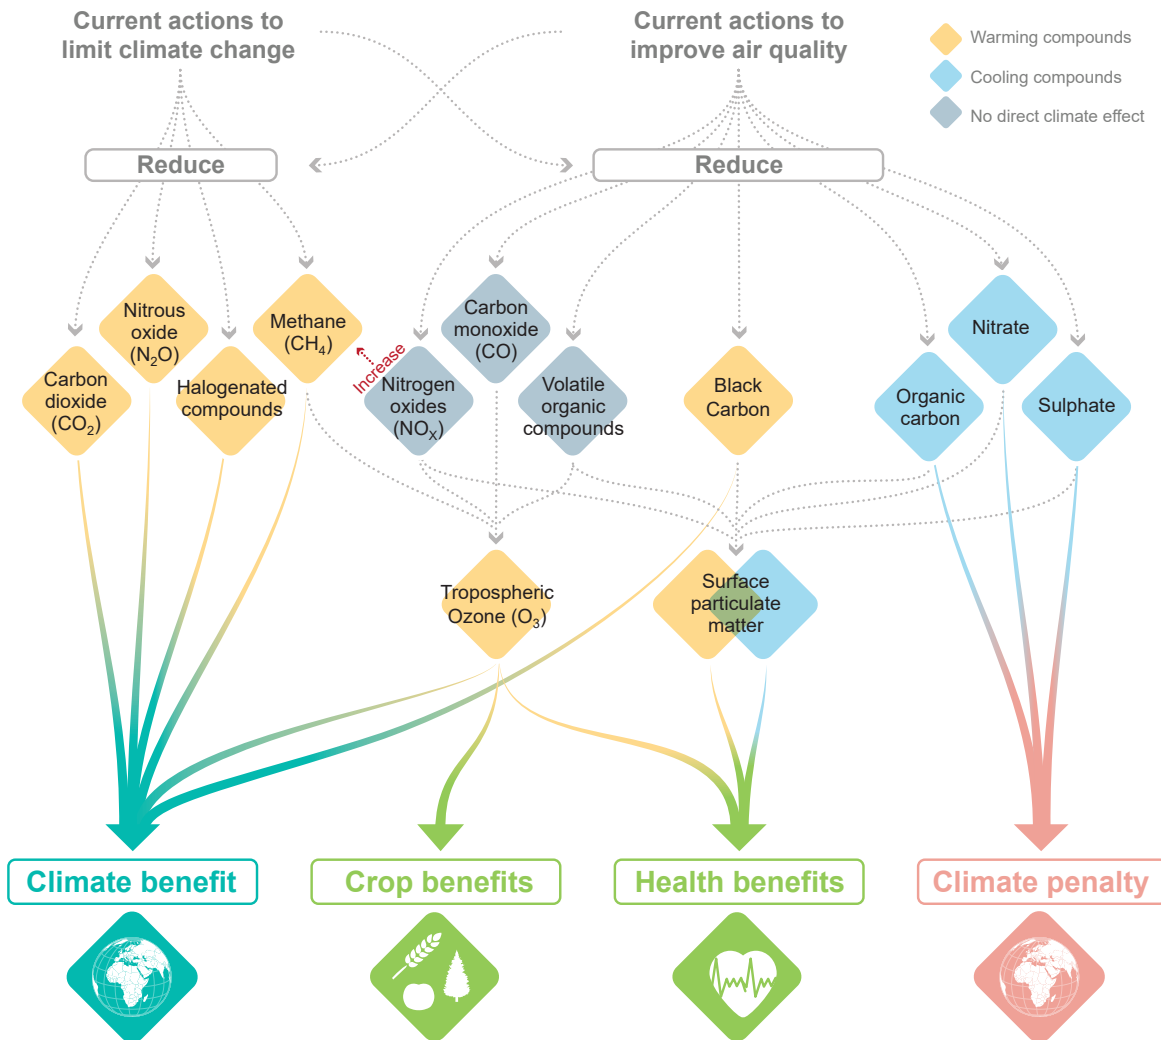 Current actions to
limit climate change
Current actions to
improve air quality
Warming compounds
Cooling compounds
No direct climate effect
Reduce
Reduce
Nitrous
oxide
(N₂O)
Methane
(CH₄)
Carbon
monoxide
(CO)
Nitrate
Increase
Carbon
dioxide
(CO₂)
Halogenated
compounds
Nitrogen
oxides
(NOₓ)
Volatile
organic
compounds
Black
Carbon
Organic
carbon
Sulphate
Tropospheric
Ozone (O₃)
Surface
particulate
matter
Climate benefit
Crop benefits
Health benefits
Climate penalty